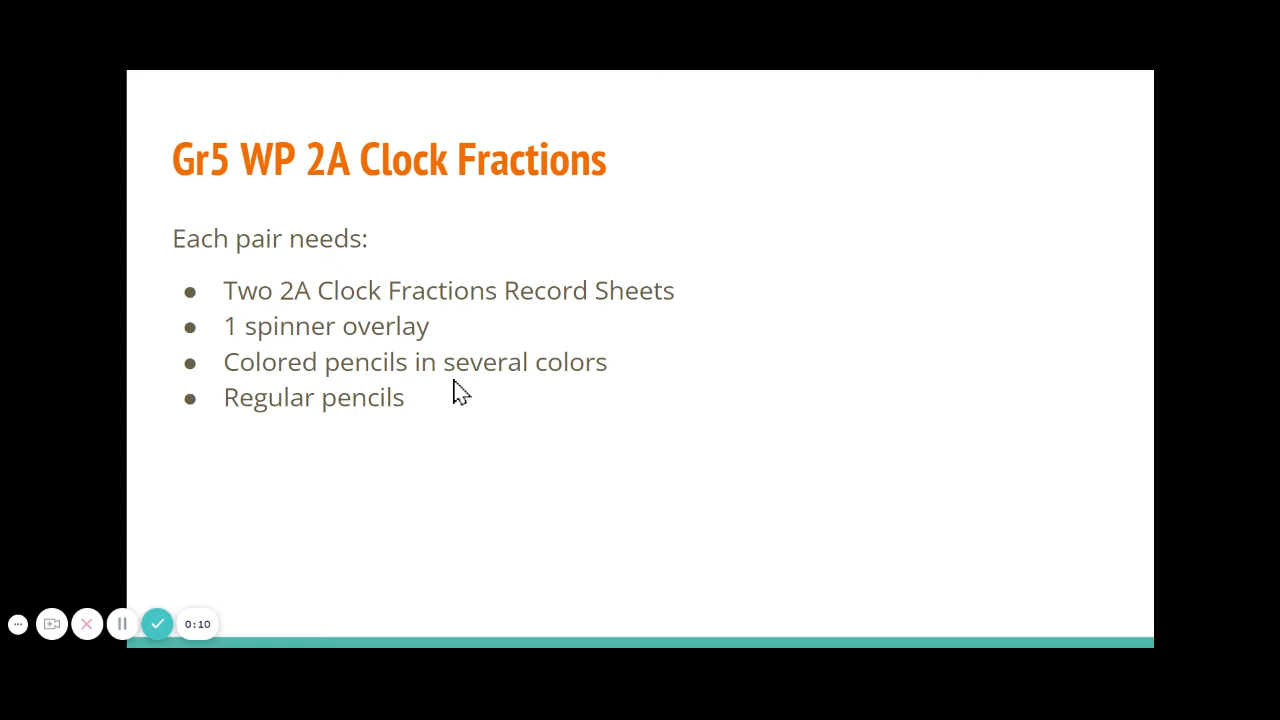 Gr5 WP 2A Clock Fractions
Each pair needs:
● Two 2A Clock Fractions Record Sheets
● 1 spinner overlay
● Colored pencils in several colors
● Regular pencils
0:10